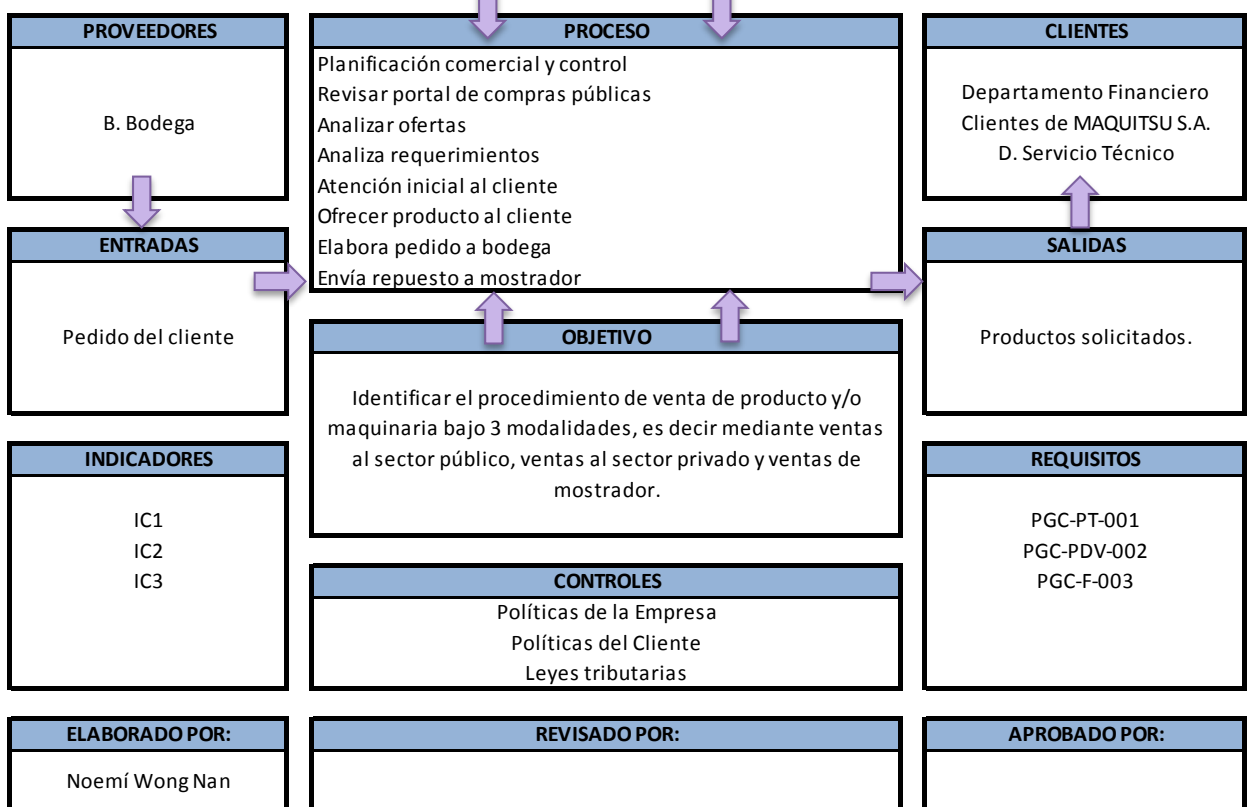 PROVEEDORES
B. Bodega
ENTRADAS
Pedido del cliente
INDICADORES
IC1
IC2
IC3
PROCESO
Planificación comercial y control
Revisar portal de compras públicas
Analizar ofertas
Analiza requerimientos
Atención inicial al cliente
Ofrecer producto al cliente
Elabora pedido a bodega
Envía repuesto a mostrador
OBJETIVO
Identificar el procedimiento de venta de producto y/o
maquinaria bajo 3 modalidades, es decir mediante ventas
al sector público, ventas al sector privado y ventas de
mostrador.
CONTROLES
Políticas de la Empresa
Políticas del Cliente
Leyes tributarias
CLIENTES
Departamento Financiero
Clientes de MAQUITSU S.A.
D. Servicio Técnico
SALIDAS
Productos solicitados.
REQUISITOS
PGC-PT-001
PGC-PDV-002
PGC-F-003
ELABORADO POR:
Noemí Wong Nan
REVISADO POR:
APROBADO POR: